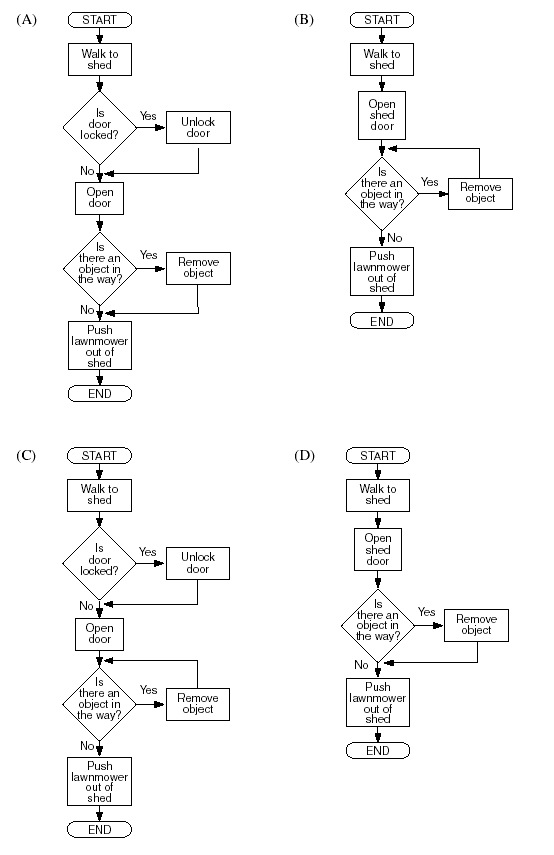 (A)
START
Walk to
shed
Is
door
locked?
Yes
Unlock
door
No
Open
door
Is
there an
object in
the way?
Yes
Remove
object
No
Push
lawnmower
out of
shed
END
(B)
START
Walk to
shed
Open
shed
door
Is
there an
object in
the way?
Yes
Remove
object
No
Push
lawnmower
out of
shed
END
(C)
START
Walk to
shed
Is
door
locked?
Yes
Unlock
door
No
Open
door
Is
there an
object in
the way?
Yes
Remove
object
No
Push
lawnmower
out of
shed
END
(D)
START
Walk to
shed
Open
shed
door
Is
there an
object in
the way?
Yes
Remove
object
No
Push
lawnmower
out of
shed
END